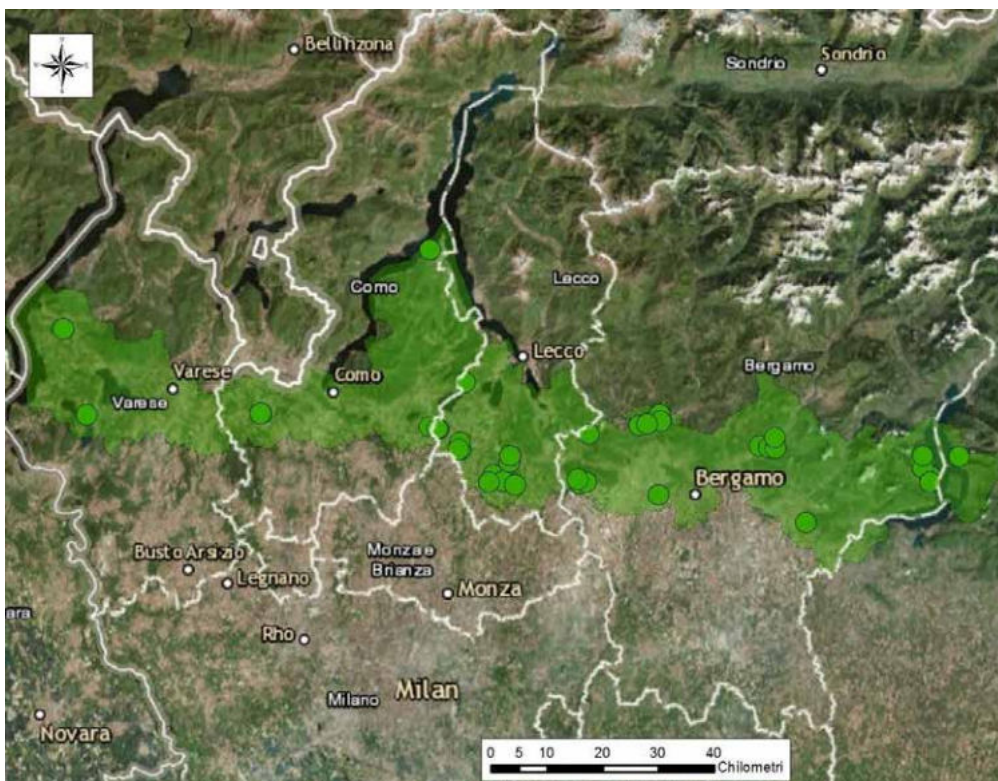 Bellinzona
Sondrio
Sondrio
Lecco
Como
Lecco
Bergamo
Varese
Como
Varese
Bergamo
Busto Arsizio
Monza e
Brianza
Legnano
Monza
Rho
Milano
Milan
Novara
ara
0 5 10 20 30 40
Chilometri